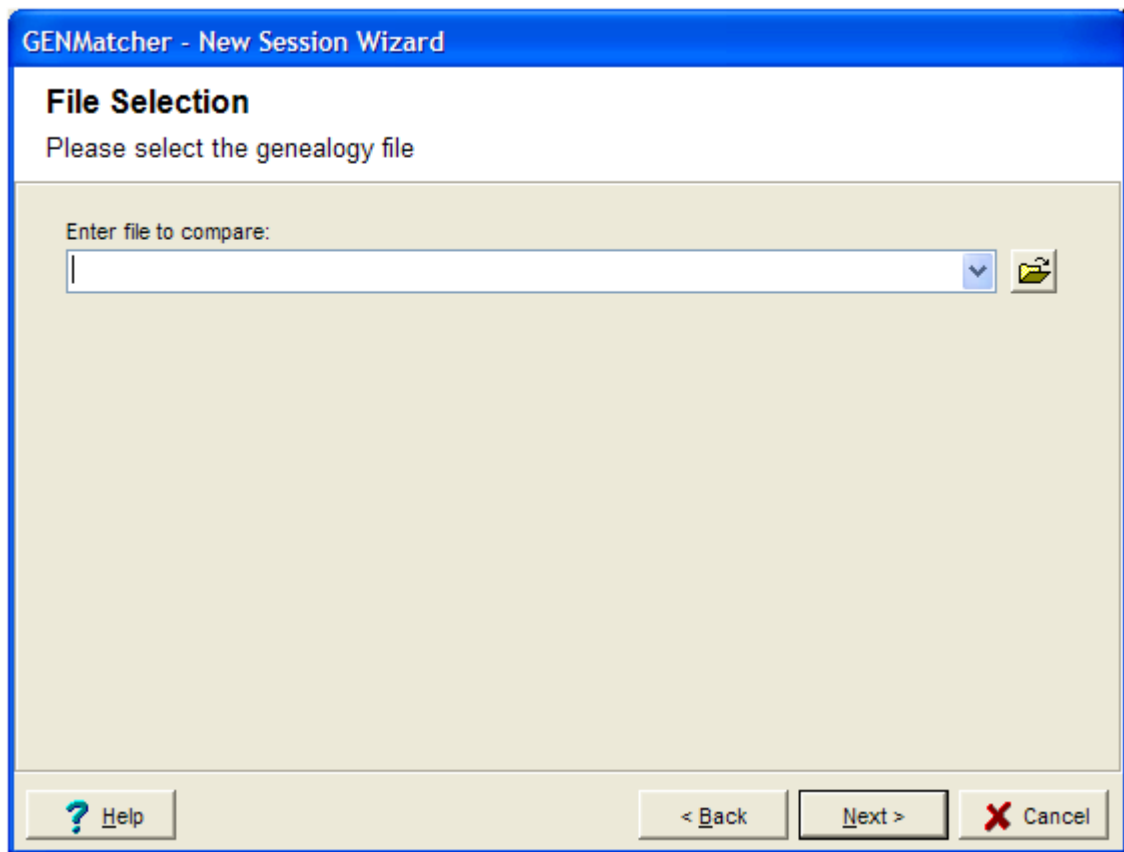 GENMatcher - New Session Wizard
File Selection
Please select the genealogy file
Enter file to compare:
? Help
< Back
Next >
Cancel